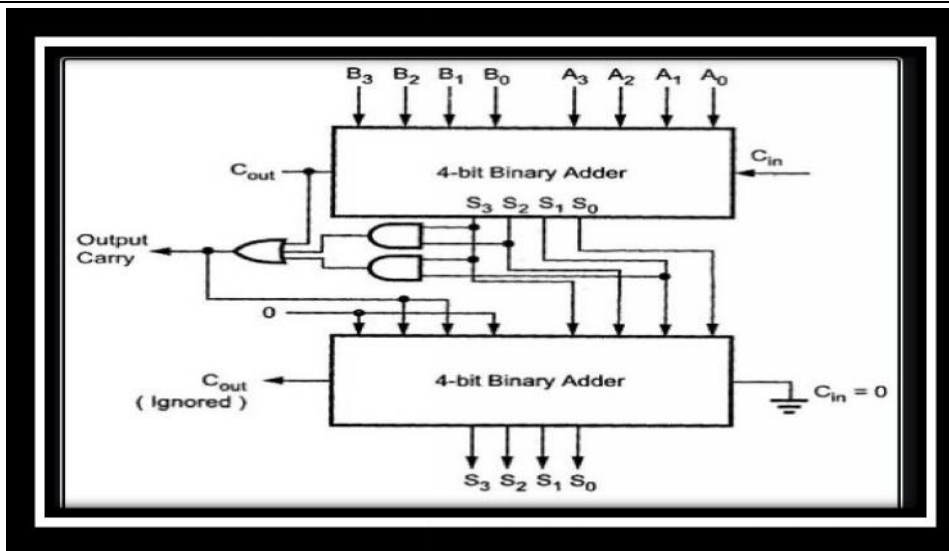 B₃ B₂ B₁ B₀ A₃ A₂ A₁ A₀
Cout
4-bit Binary Adder
Cin
S₃ S₂ S₁ S₀
Output
Carry
0
Cout
( Ignored )
4-bit Binary Adder
Cin = 0
S₃ S₂ S₁ S₀